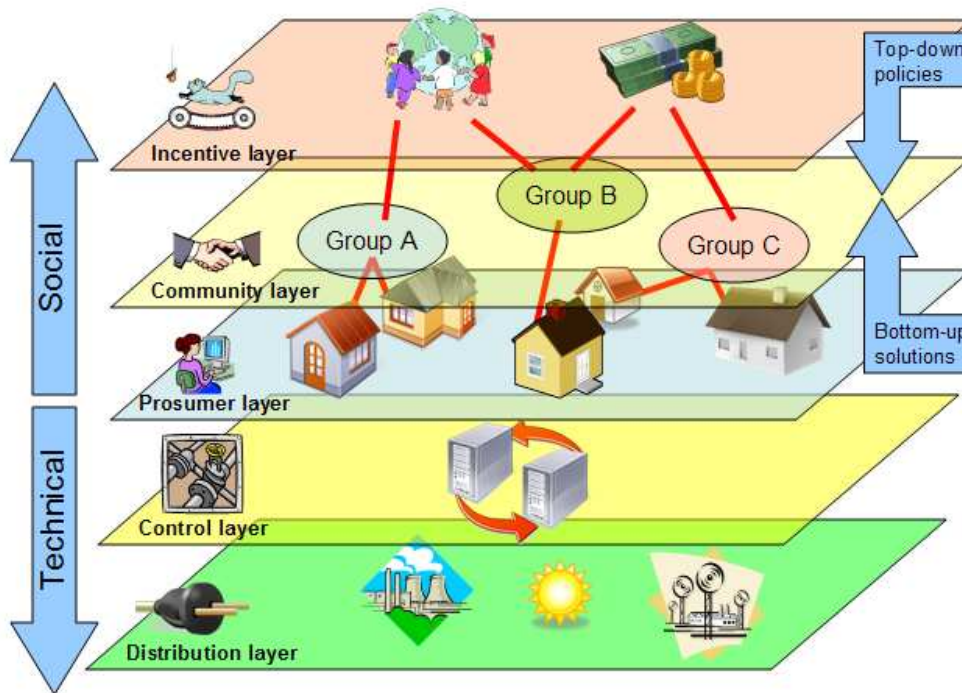 Top-down
policies
Incentive layer
Group B
Group A
Group C
Social
Community layer
Bottom-up
solutions
Prosumer layer
Technical
Control layer
Distribution layer